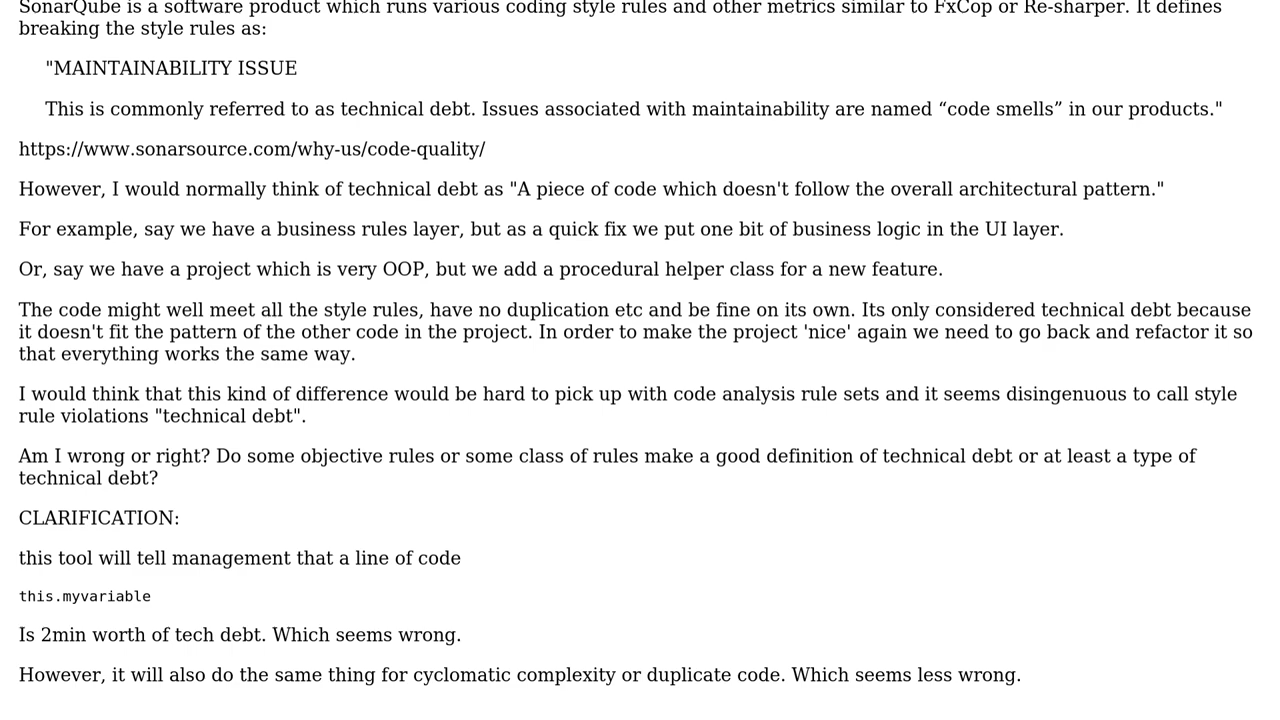 SonarQube is a software product which runs various coding style rules and other metrics similar to FxCop or Re-sharper. It defines
breaking the style rules as:
"MAINTAINABILITY ISSUE
This is commonly referred to as technical debt. Issues associated with maintainability are named “code smells” in our products."
https://www.sonarsource.com/why-us/code-quality/
However, I would normally think of technical debt as "A piece of code which doesn't follow the overall architectural pattern."
For example, say we have a business rules layer, but as a quick fix we put one bit of business logic in the UI layer.
Or, say we have a project which is very OOP, but we add a procedural helper class for a new feature.
The code might well meet all the style rules, have no duplication etc and be fine on its own. Its only considered technical debt because
it doesn't fit the pattern of the other code in the project. In order to make the project 'nice' again we need to go back and refactor it so
that everything works the same way.
I would think that this kind of difference would be hard to pick up with code analysis rule sets and it seems disingenuous to call style
rule violations "technical debt".
Am I wrong or right? Do some objective rules or some class of rules make a good definition of technical debt or at least a type of
technical debt?
CLARIFICATION:
this tool will tell management that a line of code
this.myvariable
Is 2min worth of tech debt. Which seems wrong.
However, it will also do the same thing for cyclomatic complexity or duplicate code. Which seems less wrong.